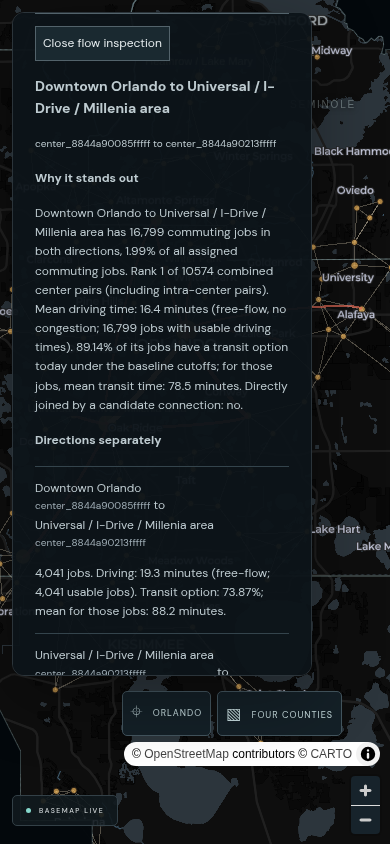 SANFORD
Close flow inspection
Midway
Downtown Orlando to Universal / I-
Drive / Millenia area
center_8844a90085fffff to center_8844a90213fffff
Black Hammo
Why it stands out
Oviedo
Downtown Orlando to Universal / I-Drive /
Millenia area has 16,799 commuting jobs in
both directions, 1.99% of all assigned
commuting jobs. Rank 1 of 10574 combined
center pairs (including intra-center pairs).
Mean driving time: 16.4 minutes (free-flow, no
congestion; 16,799 jobs with usable driving
times). 89.14% of its jobs have a transit option
today under the baseline cutoffs; for those
jobs, mean transit time: 78.5 minutes. Directly
joined by a candidate connection: no.
University
Alafaya
Directions separately
Downtown Orlando
center_8844a90085fffff to
Universal / I-Drive / Millenia area
center_8844a90213fffff
Lake Hart
Lake M
4,041 jobs. Driving: 19.3 minutes (free-flow;
4,041 usable jobs). Transit option: 73.87%;
mean for those jobs: 88.2 minutes.
Universal / I-Drive / Millenia area
center_8844a90213fffff to
ORLANDO
FOUR COUNTIES
© OpenStreetMap contributors © CARTO
BASEMAP LIVE